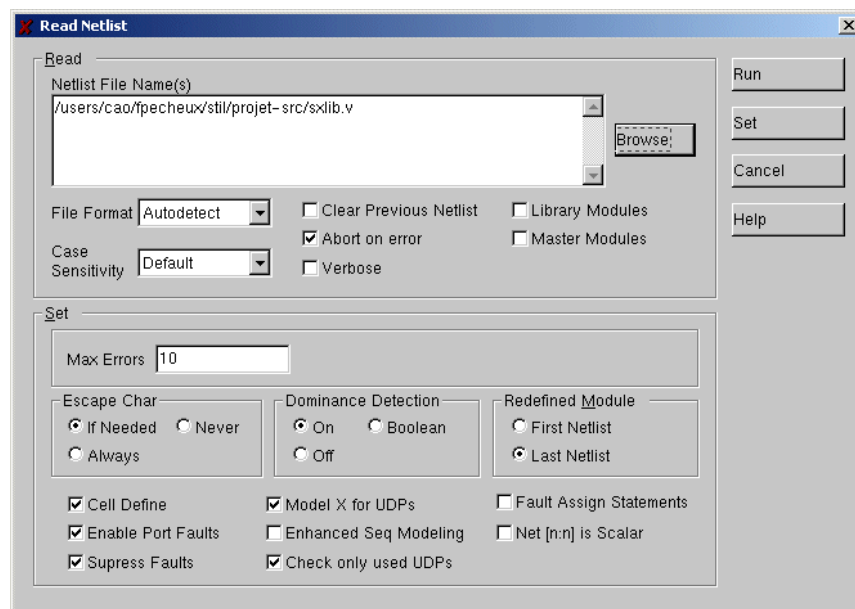 Read Netlist
Read
Netlist File Name(s)
/users/cao/fpecheux/stil/projet-src/sxlib.v
Browse
File Format Autodetect
Clear Previous Netlist
Library Modules
Abort on error
Master Modules
Case
Sensitivity
Default
Verbose
Run
Set
Cancel
Help
Set
Max Errors 10
Escape Char
If Needed Never
Always
Dominance Detection
On Boolean
Off
Redefined Module
First Netlist
Last Netlist
Cell Define
Model X for UDPs
Fault Assign Statements
Enable Port Faults
Enhanced Seq Modeling
Net [n:n] is Scalar
Supress Faults
Check only used UDPs